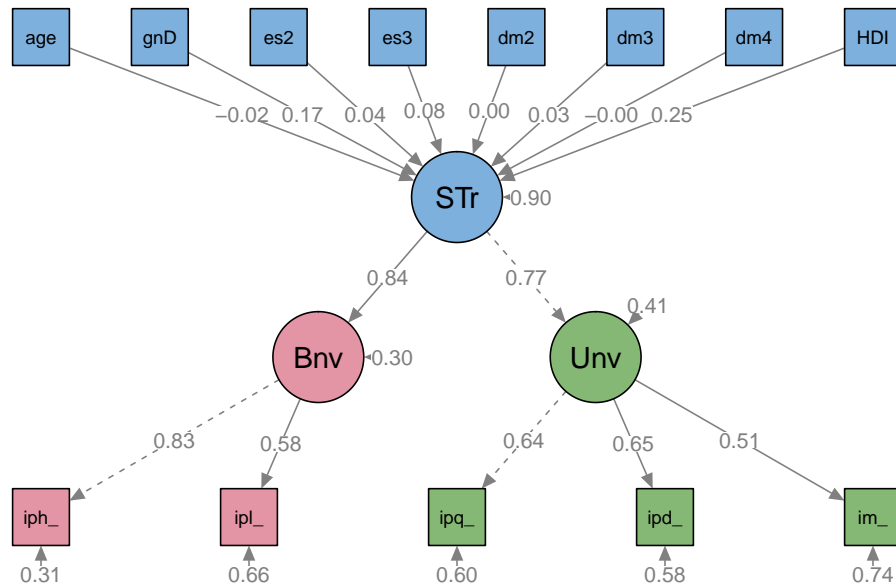 age gnD es2 es3 dm2 dm3 dm4 HDI
−0.02 0.17 0.04 0.08 0.00 0.03 −0.00 0.25
STr 0.90
0.84 0.77
0.41
Bnv 0.30 Unv
0.83 0.58 0.64 0.65 0.51
iph_ ipl_ ipq_ ipd_ im_
0.31 0.66 0.60 0.58 0.74